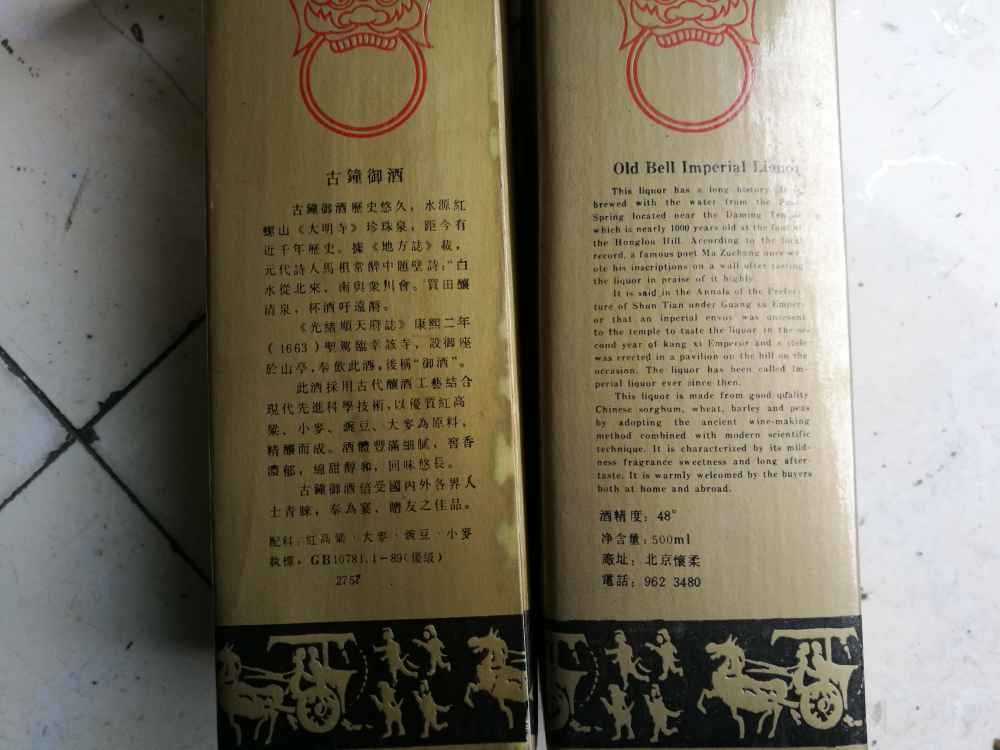 古鐘御酒
古鐘御酒歷史悠久，水源紅
螺山《大明寺》珍珠泉，距今有
近千年歷史。據《地方誌》裁，
元代詩人馬祖常醉中題壁詩："白
水從北來，南與衆川會。買田釀
清泉，杯酒吁遠酹。
《光緒順天府誌》康熙二年
(1663)聖駕臨幸該寺，設御座
於山亭，奉飲此酒，後稱"御酒"。
此酒採用古代釀酒工藝結合
現代先進科學技術，以優質紅高
粱、小麥、豌豆、大麥為原料，
精釀而成。酒體豐滿細膩，窖香
濃郁，綿甜醇和，回味悠長。
古鐘御酒倍受國內外各界人
士青睞，奉為宴、贈友之佳品。
配料：紅高粱、大麥、豌豆、小麥
執標：GB10781.1-89(優級)
Old Bell Imperial Liquor
This liquor has a long history
brewed with the water from the
Spring located near the Daming
which is nearly 1000 years old at the foot of
the Honglou Hill. According to the local
record, a famous poet Ma Zuchang once wr
ote his inscriptions on a wall after tasting
the liquor in praise of it highly.
It is said in the Annals of the Prefec
ture of Shun Tian under Guang xu Emper
or that an inperial envoy was unresent
to the temple to taste the liquor in the se
cond year of kang xi Emperor and a stele
was erected in a pavilion on the hill on the
occasion. The liquor has been called Im-
perial liquor ever since then.
This liquor is made from good quality
Chinese sorghum, wheat, barley and peas
by adopting the ancient wine-making
method combined with modern scientific
technique. It is characterized by its mild-
ness fragrance sweetness and long after-
taste. It is warmly welcomed by the buyers
both at home and abroad.
酒精度：48°
净含量：500ml
廠址：北京懷柔
電話：962 3480